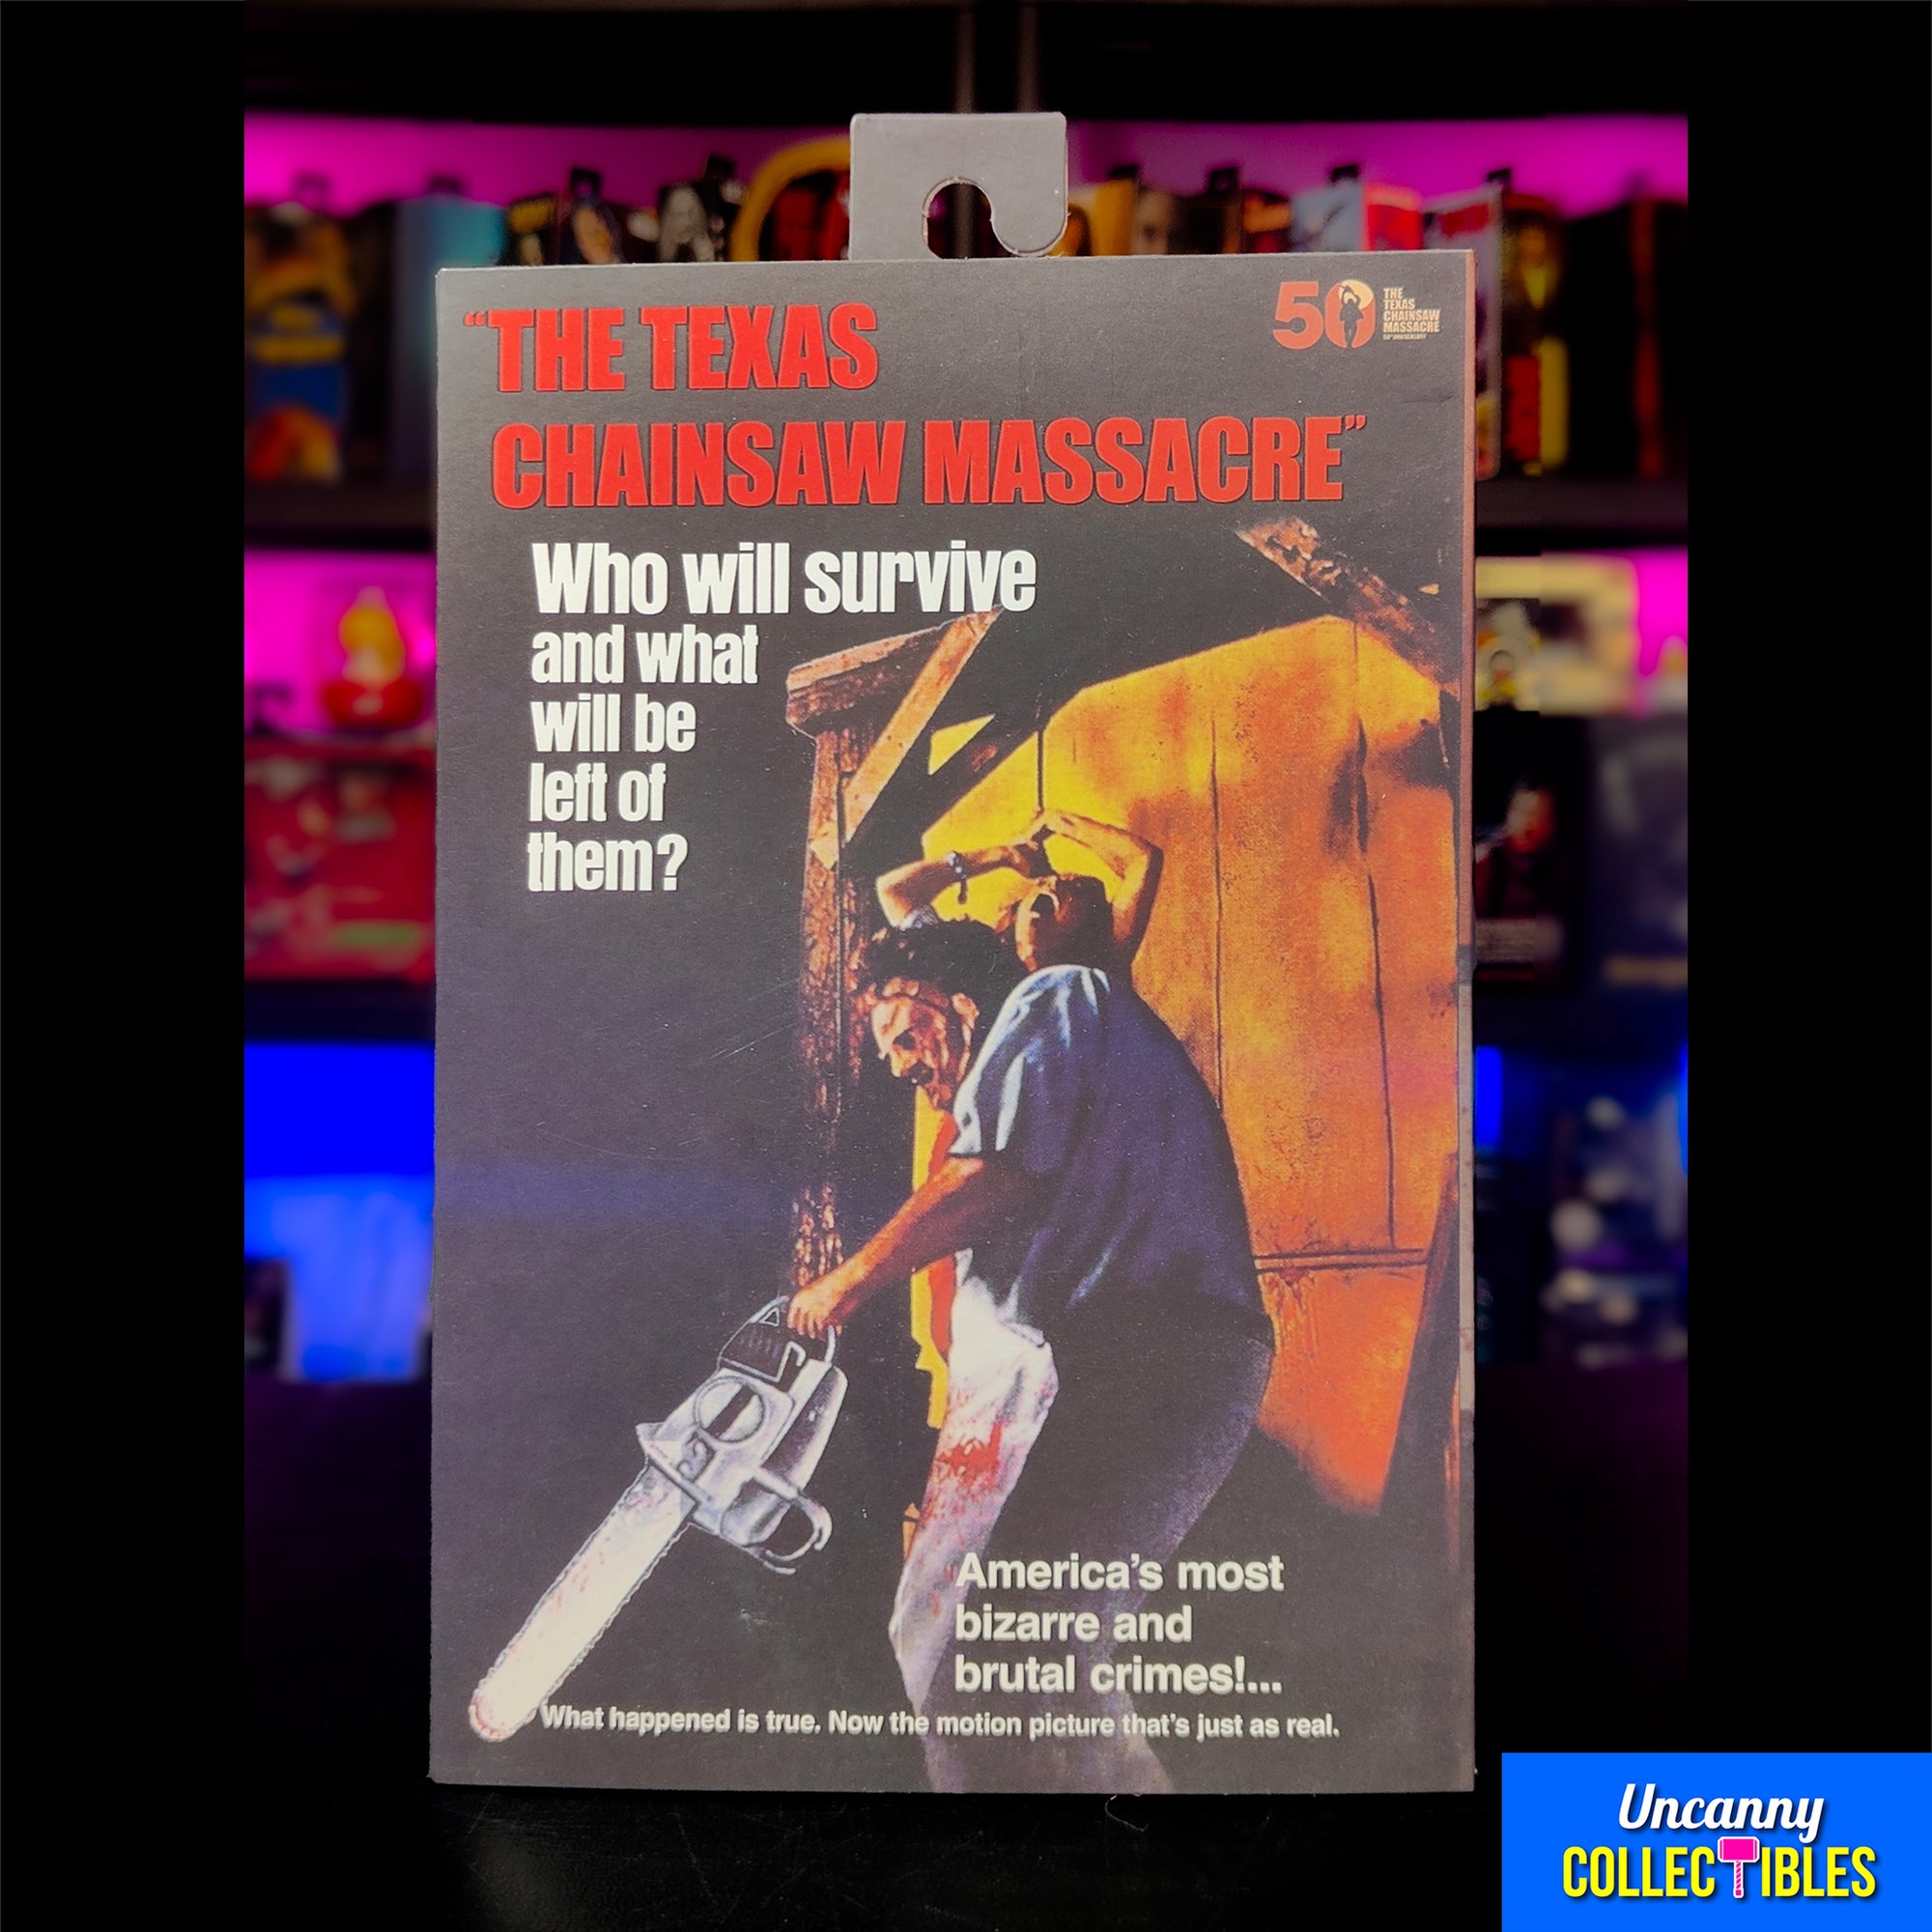 “THE TEXAS
CHAINSAW MASSACRE”
50
THE
TEXAS
CHAINSAW
MASSACRE
Who will survive
and what
will be
left of
them?
America’s most
bizarre and
brutal crimes!...
What happened is true. Now the motion picture that’s just as real.
Uncanny
COLLECTIBLES